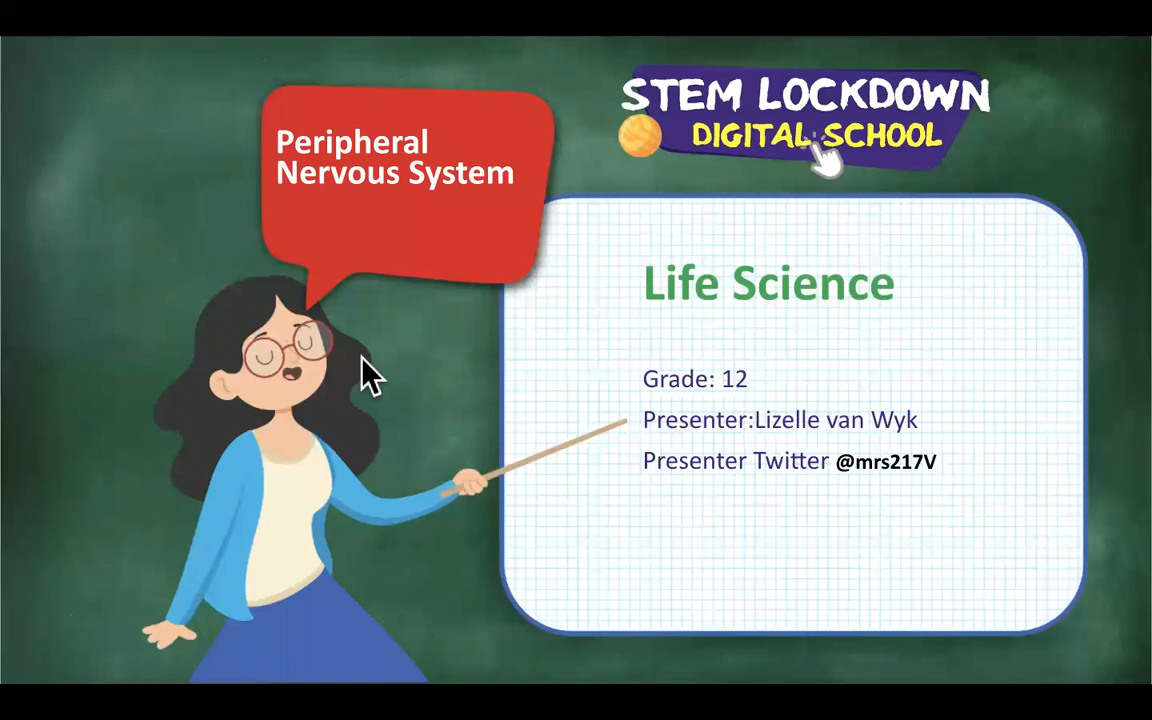 STEM LOCKDOWN
DIGITAL SCHOOL
Peripheral
Nervous System
Life Science
Grade: 12
Presenter:Lizelle van Wyk
Presenter Twitter @mrs217V